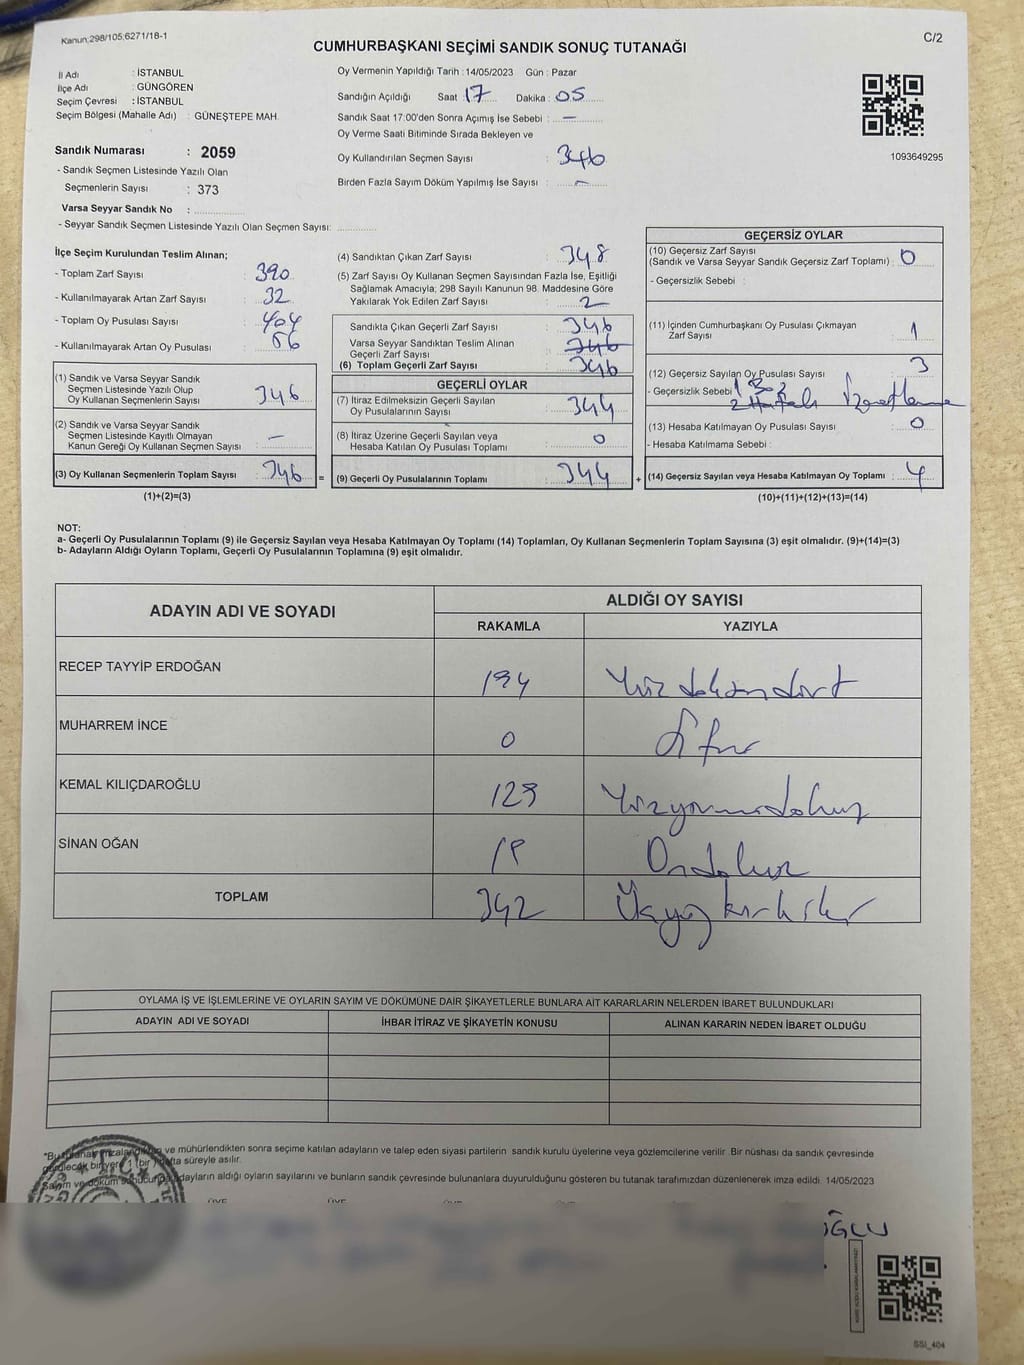 Kanun:298/105:6271/18-1
C/2
CUMHURBAŞKANI SEÇİMİ SANDIK SONUÇ TUTANAĞI
İl Adı : İSTANBUL
İlçe Adı : GÜNGÖREN
Seçim Çevresi : İSTANBUL
Seçim Bölgesi (Mahalle Adı) : GÜNEŞTEPE MAH.
Sandık Numarası : 2059
- Sandık Seçmen Listesinde Yazılı Olan
Seçmenlerin Sayısı : 373
Varsa Seyyar Sandık No :
- Seyyar Sandık Seçmen Listesinde Yazılı Olan Seçmen Sayısı:
Oy Vermenin Yapıldığı Tarih : 14/05/2023 Gün : Pazar
Sandığın Açıldığı Saat : 17 Dakika : 05
Sandık Saat 17:00'den Sonra Açımış İse Sebebi : —
Oy Verme Saati Bitiminde Sırada Bekleyen ve
Oy Kullandırılan Seçmen Sayısı : 346
Birden Fazla Sayım Döküm Yapılmış İse Sayısı : —
1093649295
İlçe Seçim Kurulundan Teslim Alınan;
- Toplam Zarf Sayısı : 390
- Kullanılmayarak Artan Zarf Sayısı : 32
- Toplam Oy Pusulası Sayısı : 404
- Kullanılmayarak Artan Oy Pusulası : 56
(1) Sandık ve Varsa Seyyar Sandık
Seçmen Listesinde Yazılı Olup
Oy Kullanan Seçmenlerin Sayısı : 346
(2) Sandık ve Varsa Seyyar Sandık
Seçmen Listesinde Kayıtlı Olmayan
Kanun Gereği Oy Kullanan Seçmen Sayısı : —
(3) Oy Kullanan Seçmenlerin Toplam Sayısı : 346
(1)+(2)=(3)
=
(4) Sandıktan Çıkan Zarf Sayısı : 348
(5) Zarf Sayısı Oy Kullanan Seçmen Sayısından Fazla İse, Eşitliği
Sağlamak Amacıyla; 298 Sayılı Kanunun 98. Maddesine Göre
Yakılarak Yok Edilen Zarf Sayısı : 2
Sandıkta Çıkan Geçerli Zarf Sayısı : 346
Varsa Seyyar Sandıktan Teslim Alınan
Geçerli Zarf Sayısı : 346
(6) Toplam Geçerli Zarf Sayısı : 346
GEÇERLİ OYLAR
(7) İtiraz Edilmeksizin Geçerli Sayılan
Oy Pusulalarının Sayısı : 344
(8) İtiraz Üzerine Geçerli Sayılan veya
Hesaba Katılan Oy Pusulası Toplamı : 0
(9) Geçerli Oy Pusulalarının Toplamı : 344
+
GEÇERSİZ OYLAR
(10) Geçersiz Zarf Sayısı
(Sandık ve Varsa Seyyar Sandık Geçersiz Zarf Toplamı) : 0
- Geçersizlik Sebebi :
(11) İçinden Cumhurbaşkanı Oy Pusulası Çıkmayan
Zarf Sayısı : 1
(12) Geçersiz Sayılan Oy Pusulası Sayısı : 3
- Geçersizlik Sebebi
(13) Hesaba Katılmayan Oy Pusulası Sayısı : 0
- Hesaba Katılmama Sebebi :
(14) Geçersiz Sayılan veya Hesaba Katılmayan Oy Toplamı : 4
(10)+(11)+(12)+(13)=(14)
NOT:
a- Geçerli Oy Pusulalarının Toplamı (9) ile Geçersiz Sayılan veya Hesaba Katılmayan Oy Toplamı (14) Toplamları, Oy Kullanan Seçmenlerin Toplam Sayısına (3) eşit olmalıdır. (9)+(14)=(3)
b- Adayların Aldığı Oyların Toplamı, Geçerli Oy Pusulalarının Toplamına (9) eşit olmalıdır.
ADAYIN ADI VE SOYADI ALDIĞI OY SAYISI
RAKAMLA YAZIYLA
RECEP TAYYİP ERDOĞAN 194 Yüz doksandört
MUHARREM İNCE 0 Sıfır
KEMAL KILIÇDAROĞLU 129 Yüzyirmidokuz
SİNAN OĞAN 19 Ondokuz
TOPLAM 342 Üçyüz kırkiki
OYLAMA İŞ VE İŞLEMLERİNE VE OYLARIN SAYIM VE DÖKÜMÜNE DAİR ŞİKAYETLERLE BUNLARA AİT KARARLARIN NELERDEN İBARET BULUNDUKLARI
ADAYIN ADI VE SOYADI İHBAR İTİRAZ VE ŞİKAYETİN KONUSU ALINAN KARARIN NEDEN İBARET OLDUĞU
ve mühürlendikten sonra seçime katılan adayların ve talep eden siyasi partilerin sandık kurulu üyelerine veya gözlemcilerine verilir. Bir nüshası da sandık çevresinde
görülecek bir yere 1 (bir) hafta süreyle asılır.
Sayım ve döküm sonucunda adayların aldığı oyların sayılarını ve bunların sandık çevresinde bulunanlara duyurulduğunu gösteren bu tutanak tarafımızdan düzenlenerek imza edildi. 14/05/2023
ÜYE ÜYE
T.C.
OĞLU
SSI_404